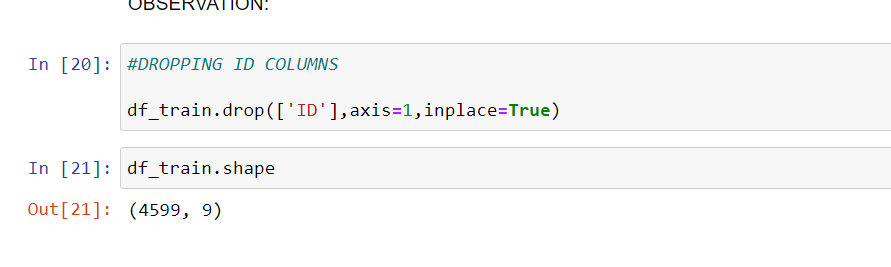 OBSERVATION:
In [20]: #DROPPING ID COLUMNS
df_train.drop(['ID'],axis=1,inplace=True)
In [21]: df_train.shape
Out[21]: (4599, 9)